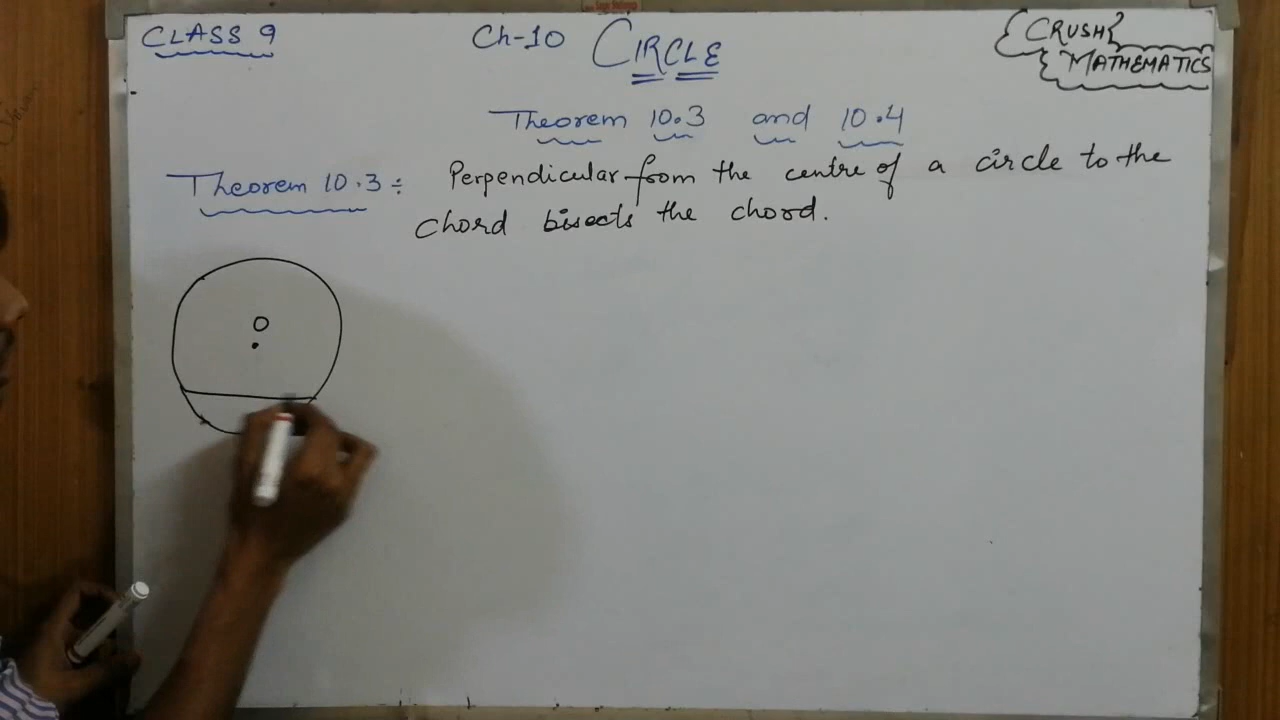 CLASS 9
Ch-10 CIRCLE
CRUSH
MATHEMATICS
Theorem 10.3 and 10.4
Theorem 10.3 ÷ Perpendicular from the centre of a circle to the
chord bisects the chord.
O